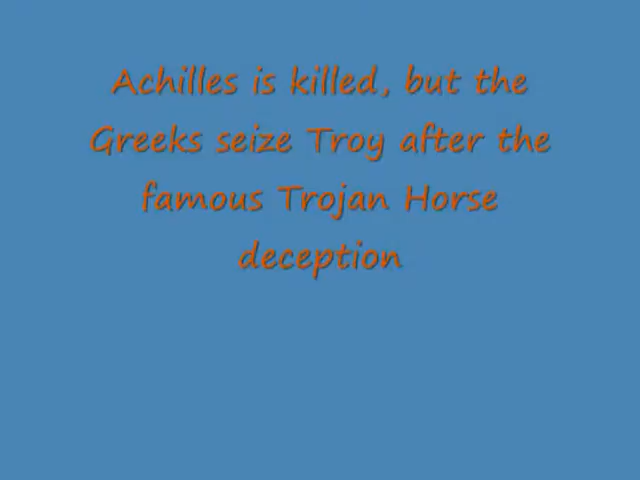 Achilles is killed, but the
Greeks seize Troy after the
famous Trojan Horse
deception